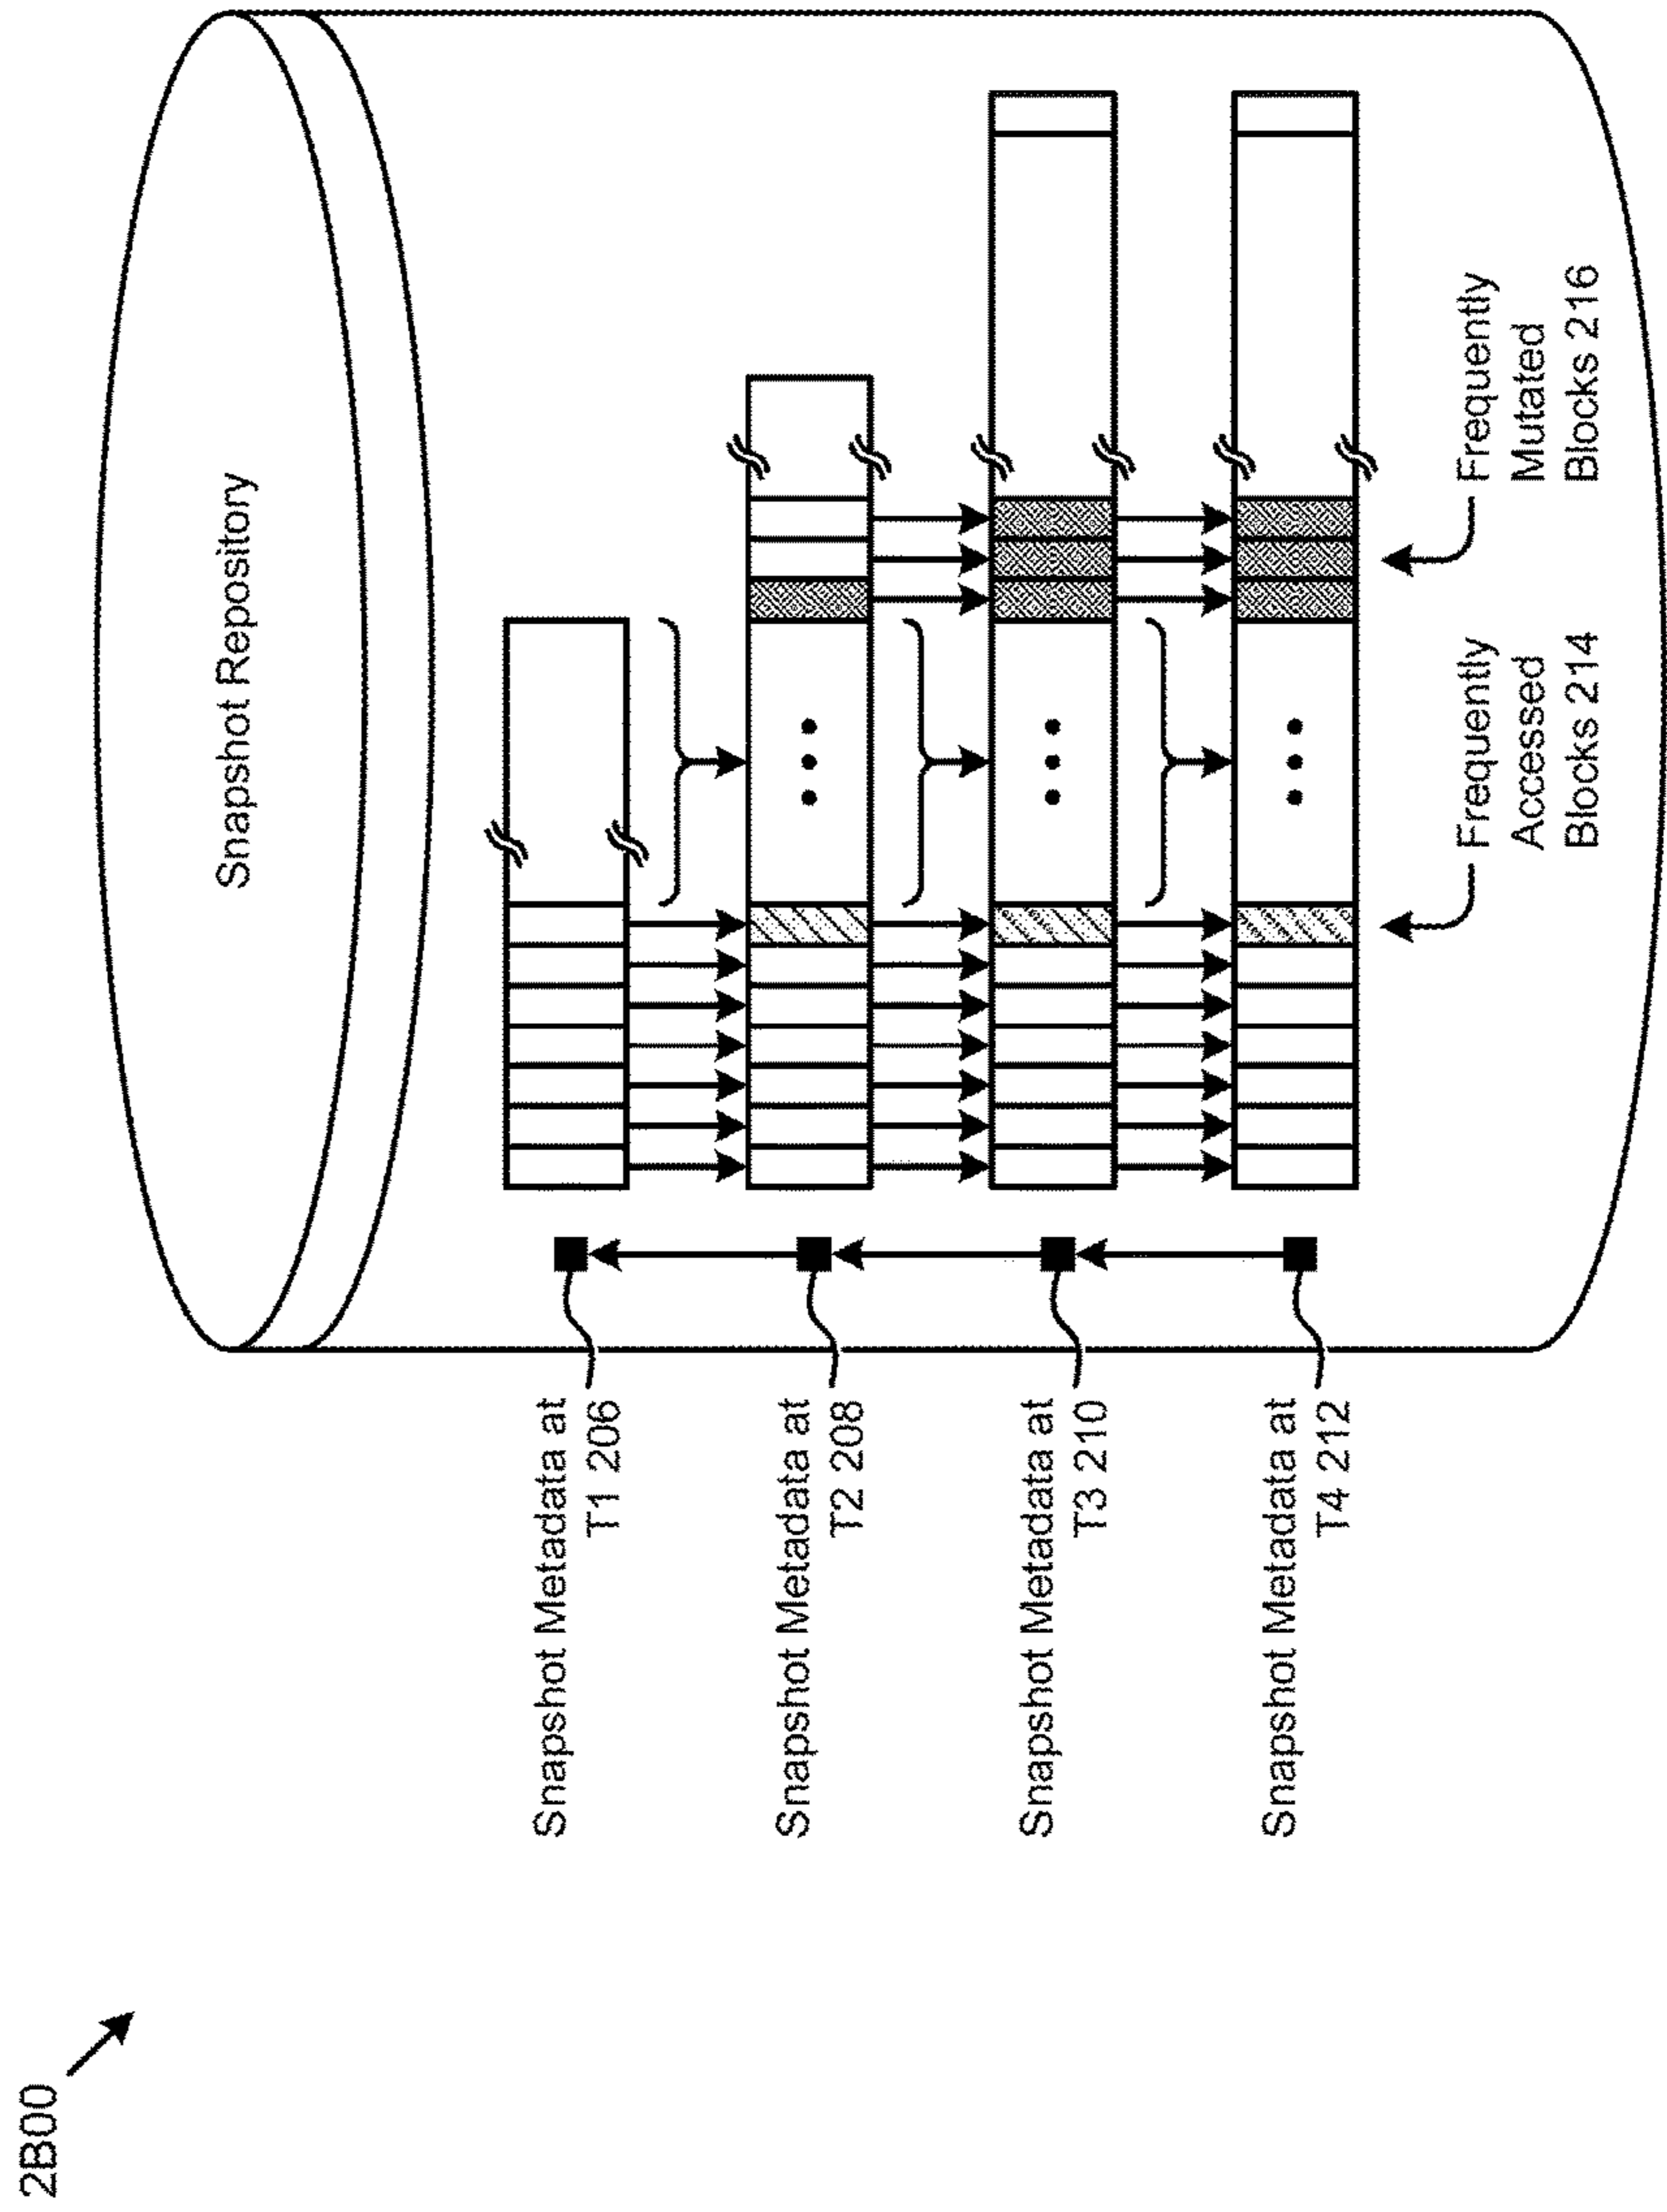 2B00
Snapshot Repository
Snapshot Metadata at
T1 206
Snapshot Metadata at
T2 208
Snapshot Metadata at
T3 210
Snapshot Metadata at
T4 212
Frequently
Accessed
Blocks 214
Frequently
Mutated
Blocks 216